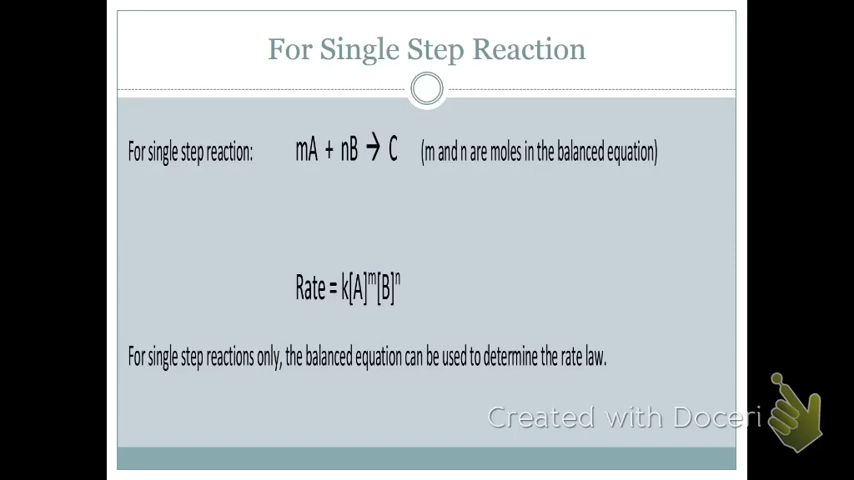 For Single Step Reaction
For single step reaction: mA + nB → C (m and n are moles in the balanced equation)
Rate = k[A]ᵐ[B]ⁿ
For single step reactions only, the balanced equation can be used to determine the rate law.
Created with Doceri